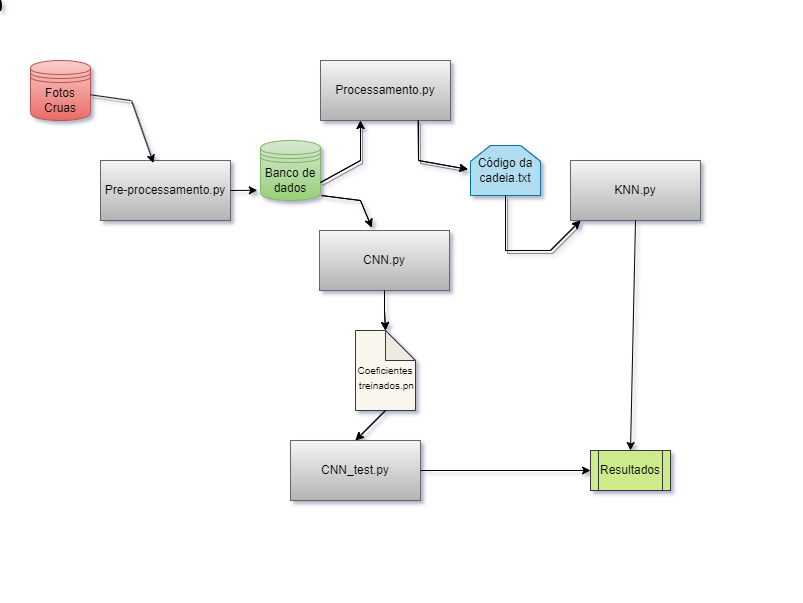 Fotos
Cruas
Processamento.py
Pre-processamento.py
Banco de
dados
Código da
cadeia.txt
KNN.py
CNN.py
Coeficientes
treinados.pn
CNN_test.py
Resultados